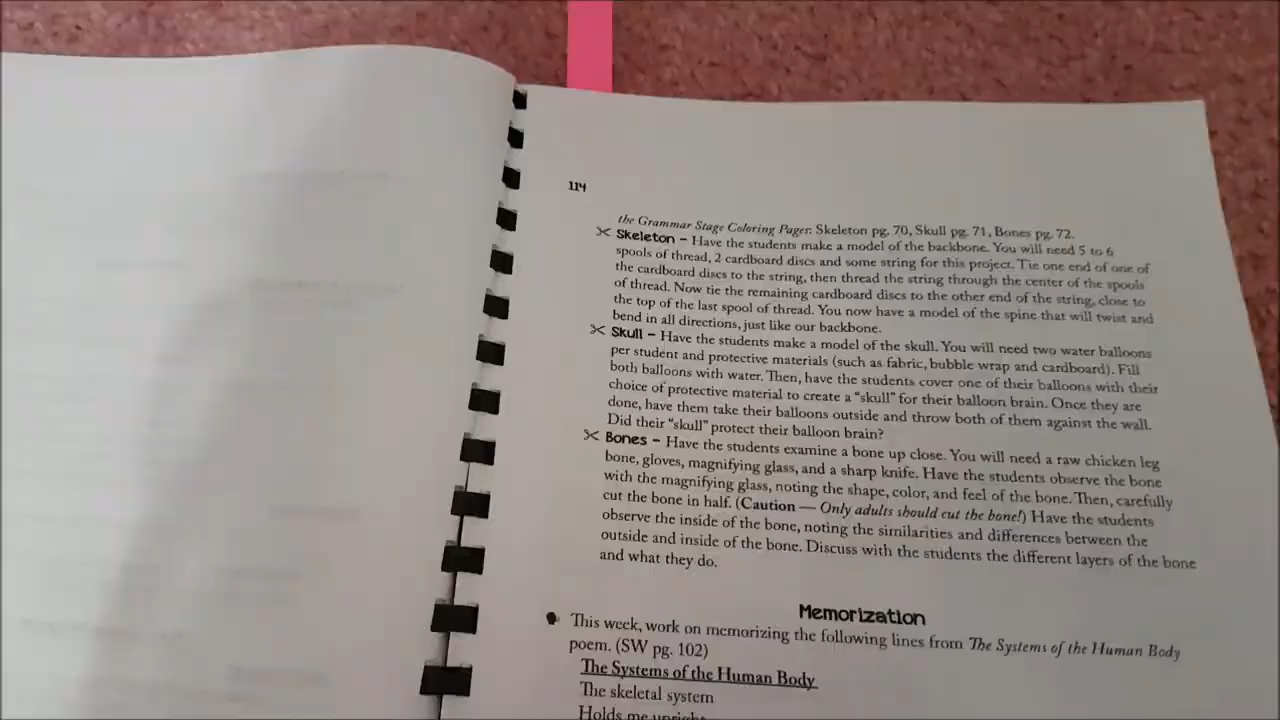 114
the Grammar Stage Coloring Pages: Skeleton pg. 70, Skull pg. 71, Bones pg. 72.
Skeleton – Have the students make a model of the backbone. You will need 5 to 6
spools of thread, 2 cardboard discs and some string for this project. Tie one end of one of
the cardboard discs to the string, then thread the string through the center of the spools
of thread. Now tie the remaining cardboard discs to the other end of the string, close to
the top of the last spool of thread. You now have a model of the spine that will twist and
bend in all directions, just like our backbone.
Skull – Have the students make a model of the skull. You will need two water balloons
per student and protective materials (such as fabric, bubble wrap and cardboard). Fill
both balloons with water. Then, have the students cover one of their balloons with their
choice of protective material to create a “skull” for their balloon brain. Once they are
done, have them take their balloons outside and throw both of them against the wall.
Did their “skull” protect their balloon brain?
Bones – Have the students examine a bone up close. You will need a raw chicken leg
bone, gloves, magnifying glass, and a sharp knife. Have the students observe the bone
with the magnifying glass, noting the shape, color, and feel of the bone. Then, carefully
cut the bone in half. (Caution — Only adults should cut the bone!) Have the students
observe the inside of the bone, noting the similarities and differences between the
outside and inside of the bone. Discuss with the students the different layers of the bone
and what they do.
Memorization
This week, work on memorizing the following lines from The Systems of the Human Body
poem. (SW pg. 102)
The Systems of the Human Body
The skeletal system
Holds me upright